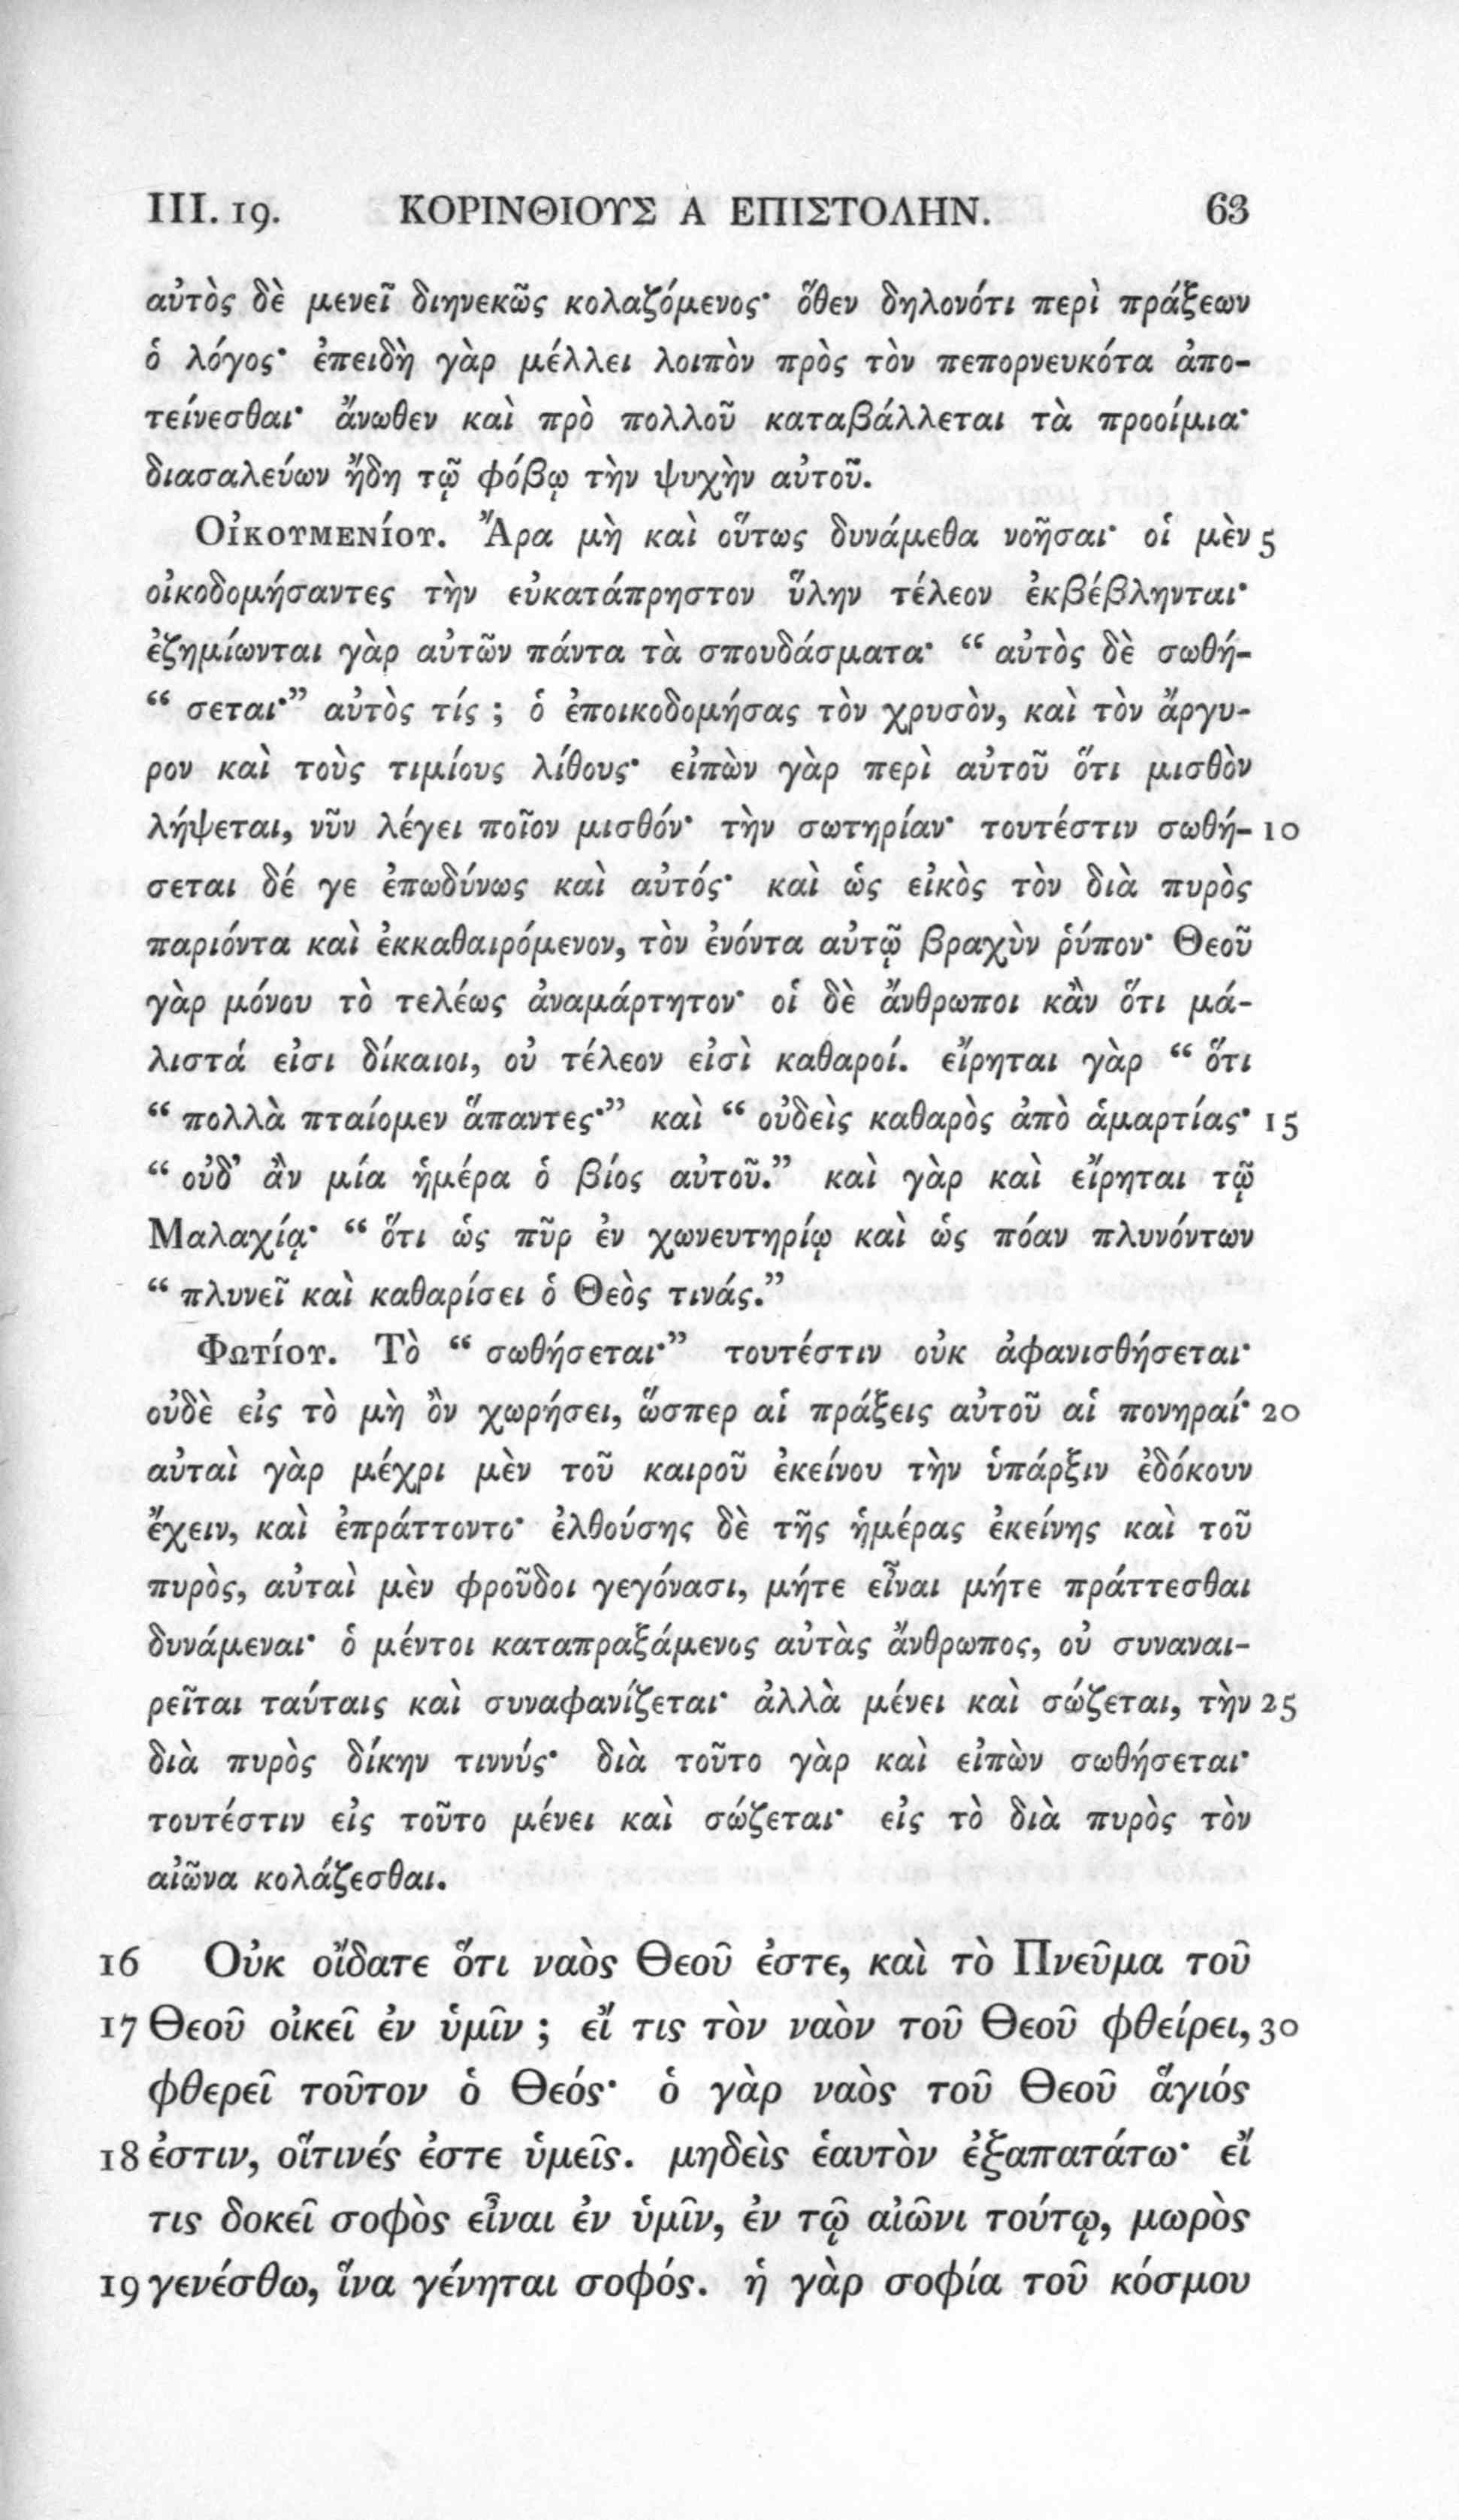 III. 19. ΚΟΡΙΝΘΙΟΥΣ Α ΕΠΙΣΤΟΛΗΝ. 63
αὐτὸς δὲ μενεῖ διηνεκῶς κολαζόμενος· ὅθεν δηλονότι περὶ πράξεων
ὁ λόγος· ἐπειδὴ γὰρ μέλλει λοιπὸν πρὸς τὸν πεπορνευκότα ἀπο-
τείνεσθαι· ἄνωθεν καὶ πρὸ πολλοῦ καταβάλλεται τὰ προοίμια·
διασαλεύων ἤδη τῷ φόβῳ τὴν ψυχὴν αὐτοῦ.
Οἰκουμενίου. Ἄρα μὴ καὶ οὕτως δυνάμεθα νοῆσαι· οἱ μὲν 5
οἰκοδομήσαντες τὴν εὐκατάπρηστον ὕλην τέλεον ἐκβέβληνται·
ἐζημίωνται γὰρ αὐτῶν πάντα τὰ σπουδάσματα· “ αὐτὸς δὲ σωθή-
“ σεται·” αὐτὸς τίς ; ὁ ἐποικοδομήσας τὸν χρυσὸν, καὶ τὸν ἄργυ-
ρον καὶ τοὺς τιμίους λίθους· εἰπὼν γὰρ περὶ αὐτοῦ ὅτι μισθὸν
λήψεται, νῦν λέγει ποῖον μισθόν· τὴν σωτηρίαν· τουτέστιν σωθή- 10
σεται δέ γε ἐπωδύνως καὶ αὐτός· καὶ ὡς εἰκὸς τὸν διὰ πυρὸς
παριόντα καὶ ἐκκαθαιρόμενον, τὸν ἐνόντα αὐτῷ βραχὺν ῥύπον· Θεοῦ
γὰρ μόνου τὸ τελέως ἀναμάρτητον· οἱ δὲ ἄνθρωποι κἂν ὅτι μά-
λιστά εἰσι δίκαιοι, οὐ τέλεον εἰσὶ καθαροί. εἴρηται γὰρ “ ὅτι
“ πολλὰ πταίομεν ἅπαντες·” καὶ “ οὐδεὶς καθαρὸς ἀπὸ ἁμαρτίας· 15
“ οὐδ’ ἂν μία ἡμέρα ὁ βίος αὐτοῦ.” καὶ γὰρ καὶ εἴρηται τῷ
Μαλαχίᾳ· “ ὅτι ὡς πῦρ ἐν χωνευτηρίῳ καὶ ὡς πόαν πλυνόντων
“ πλυνεῖ καὶ καθαρίσει ὁ Θεὸς τινάς.”
Φωτίου. Τὸ “ σωθήσεται·” τουτέστιν οὐκ ἀφανισθήσεται·
οὐδὲ εἰς τὸ μὴ ὂν χωρήσει, ὥσπερ αἱ πράξεις αὐτοῦ αἱ πονηραί· 20
αὐταὶ γὰρ μέχρι μὲν τοῦ καιροῦ ἐκείνου τὴν ὑπάρξιν ἐδόκουν
ἔχειν, καὶ ἐπράττοντο· ἐλθούσης δὲ τῆς ἡμέρας ἐκείνης καὶ τοῦ
πυρὸς, αὐταὶ μὲν φροῦδοι γεγόνασι, μήτε εἶναι μήτε πράττεσθαι
δυνάμεναι· ὁ μέντοι καταπραξάμενος αὐτὰς ἄνθρωπος, οὐ συναναι-
ρεῖται ταύταις καὶ συναφανίζεται· ἀλλὰ μένει καὶ σώζεται, τὴν 25
διὰ πυρὸς δίκην τιννύς· διὰ τοῦτο γὰρ καὶ εἰπὼν σωθήσεται·
τουτέστιν εἰς τοῦτο μένει καὶ σώζεται· εἰς τὸ διὰ πυρὸς τὸν
αἰῶνα κολάζεσθαι.
16 Οὐκ οἴδατε ὅτι ναὸς Θεοῦ ἐστε, καὶ τὸ Πνεῦμα τοῦ
17 Θεοῦ οἰκεῖ ἐν ὑμῖν ; εἴ τις τὸν ναὸν τοῦ Θεοῦ φθείρει, 30
φθερεῖ τοῦτον ὁ Θεός· ὁ γὰρ ναὸς τοῦ Θεοῦ ἅγιός
18 ἐστιν, οἵτινές ἐστε ὑμεῖς. μηδεὶς ἑαυτὸν ἐξαπατάτω· εἴ
τις δοκεῖ σοφὸς εἶναι ἐν ὑμῖν, ἐν τῷ αἰῶνι τούτῳ, μωρὸς
19 γενέσθω, ἵνα γένηται σοφός. ἡ γὰρ σοφία τοῦ κόσμου